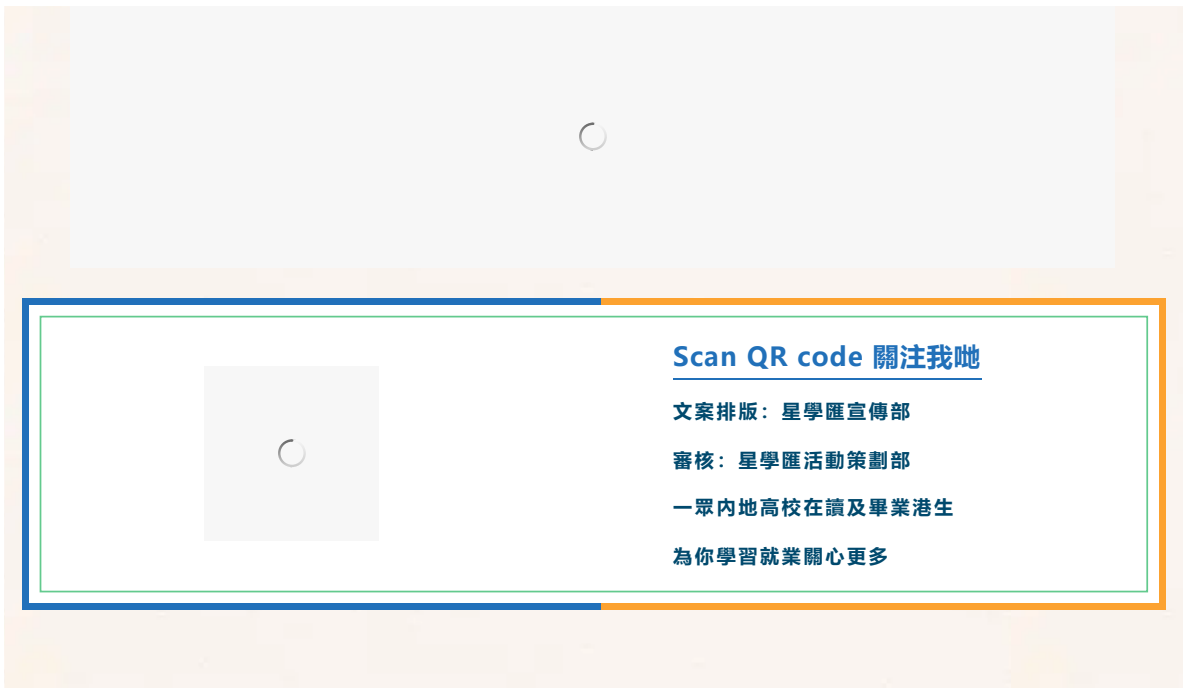 Scan QR code 關注我哋
文案排版：星學匯宣傳部
審核：星學匯活動策劃部
一眾内地高校在讀及畢業港生
為你學習就業關心更多